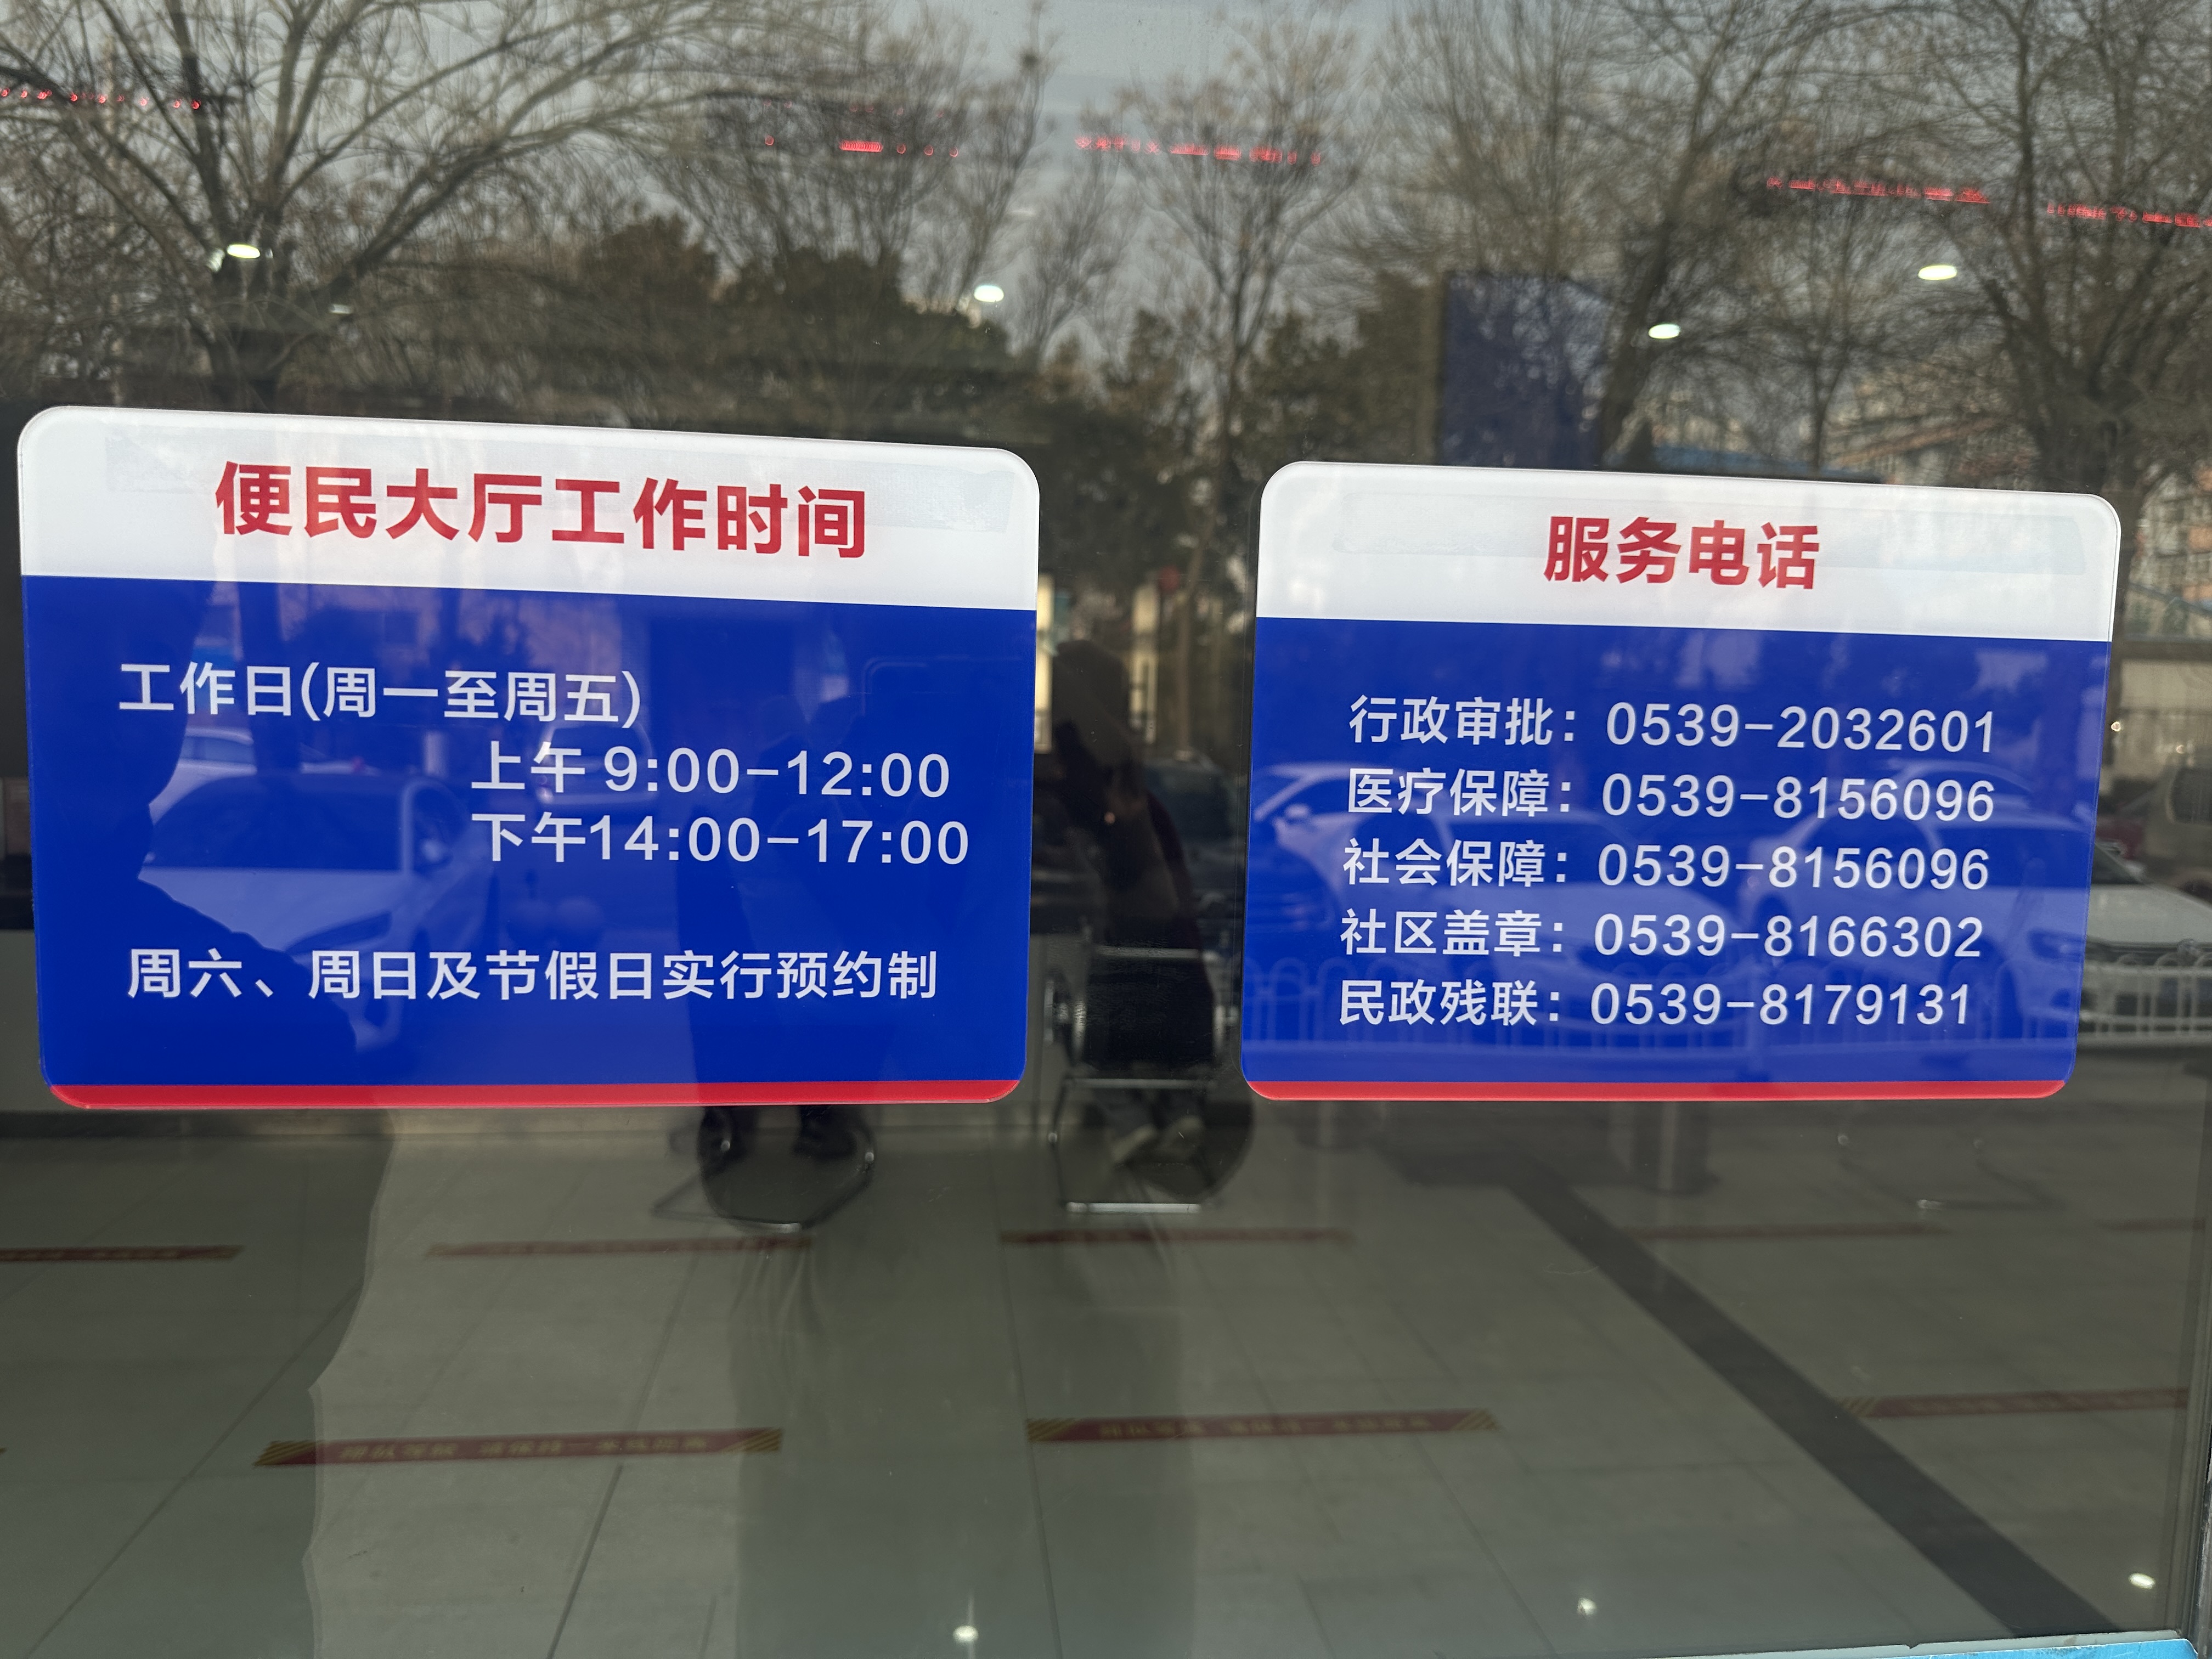 便民大厅工作时间
工作日(周一至周五)
上午 9:00-12:00
下午14:00-17:00
周六、周日及节假日实行预约制
服务电话
行政审批：0539-2032601
医疗保障：0539-8156096
社会保障：0539-8156096
社区盖章：0539-8166302
民政残联：0539-8179131